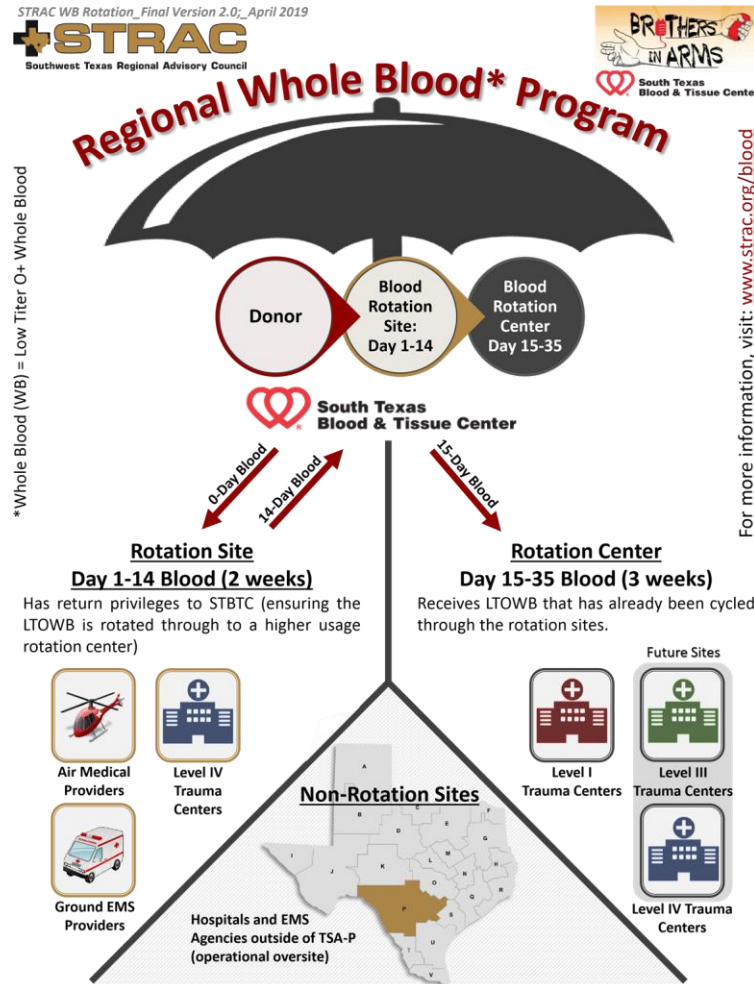 STRAC WB Rotation_Final Version 2.0;_April 2019
STRAC
Southwest Texas Regional Advisory Council
BROTHERS
IN ARMS
South Texas
Blood & Tissue Center
Regional Whole Blood* Program
*Whole Blood (WB) = Low Titer O+ Whole Blood
For more information, visit: www.strac.org/blood
Donor
Blood
Rotation
Site:
Day 1-14
Blood
Rotation
Center
Day 15-35
South Texas
Blood & Tissue Center
0-Day Blood
14-Day Blood
15-Day Blood
Rotation Site
Day 1-14 Blood (2 weeks)
Has return privileges to STBTC (ensuring the
LTOWB is rotated through to a higher usage
rotation center)
Air Medical
Providers
Level IV
Trauma
Centers
Ground EMS
Providers
Rotation Center
Day 15-35 Blood (3 weeks)
Receives LTOWB that has already been cycled
through the rotation sites.
Future Sites
Level I
Trauma Centers
Level III
Trauma Centers
Level IV Trauma
Centers
Non-Rotation Sites
A
B
C
F
D
E
G
I
J
K
L
M
N
H
O
Q
R
P
S
T
U
V
Hospitals and EMS
Agencies outside of TSA-P
(operational oversite)